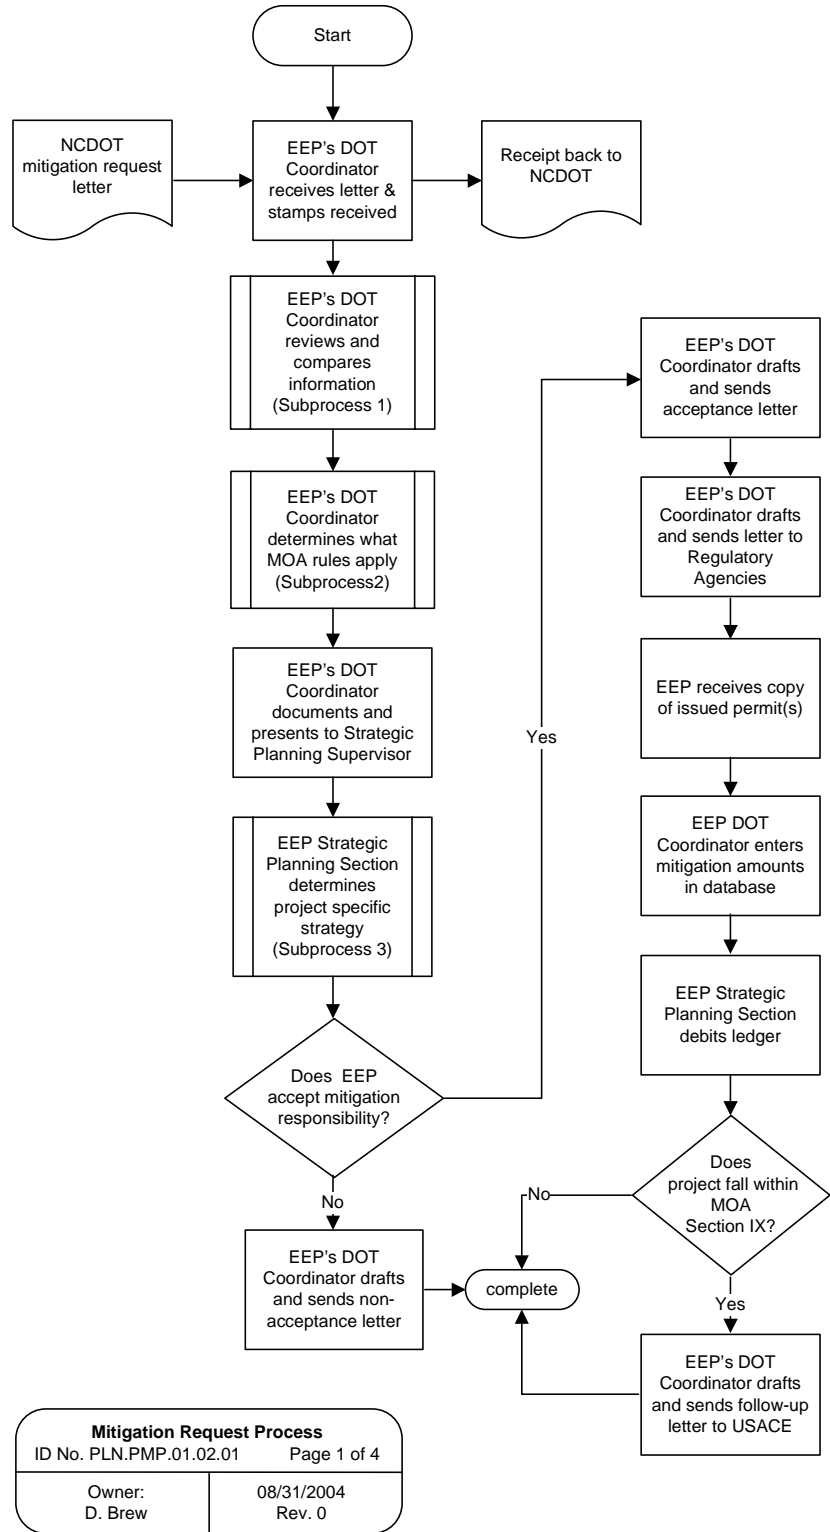 Start
NCDOT
mitigation request
letter
EEP's DOT
Coordinator
receives letter &
stamps received
Receipt back to
NCDOT
EEP's DOT
Coordinator
reviews and
compares
information
(Subprocess 1)
EEP's DOT
Coordinator
determines what
MOA rules apply
(Subprocess2)
EEP's DOT
Coordinator
documents and
presents to Strategic
Planning Supervisor
EEP Strategic
Planning Section
determines
project specific
strategy
(Subprocess 3)
Does EEP
accept mitigation
responsibility?
No
EEP's DOT
Coordinator drafts
and sends non-
acceptance letter
Yes
EEP's DOT
Coordinator drafts
and sends
acceptance letter
EEP's DOT
Coordinator drafts
and sends letter to
Regulatory
Agencies
EEP receives copy
of issued permit(s)
EEP DOT
Coordinator enters
mitigation amounts
in database
EEP Strategic
Planning Section
debits ledger
Does
project fall within
MOA
Section IX?
No
complete
Yes
EEP's DOT
Coordinator drafts
and sends follow-up
letter to USACE
Mitigation Request Process
ID No. PLN.PMP.01.02.01 Page 1 of 4
Owner:
D. Brew
08/31/2004
Rev. 0